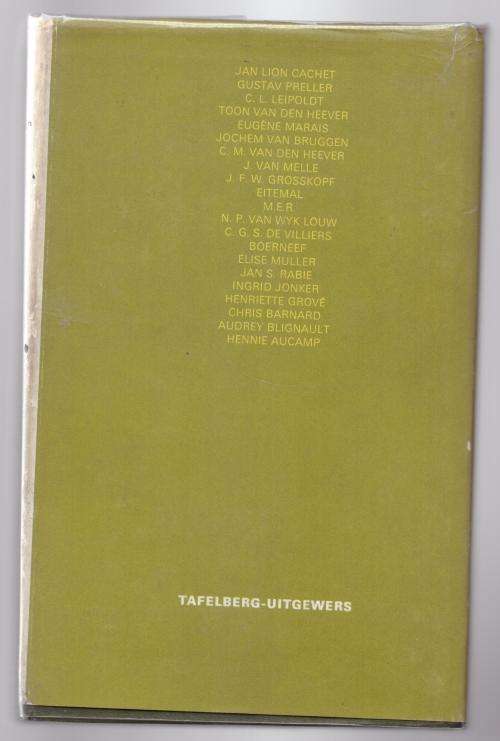 JAN LION CACHET
GUSTAV PRELLER
C. L. LEIPOLDT
TOON VAN DEN HEEVER
EUGÈNE MARAIS
JOCHEM VAN BRUGGEN
C. M. VAN DEN HEEVER
J. VAN MELLE
J. F. W. GROSSKOPF
EITEMAL
M.E.R.
N. P. VAN WYK LOUW
C. G. S. DE VILLIERS
BOERNEEF
ELISE MULLER
JAN S. RABIE
INGRID JONKER
HENRIETTE GROVÉ
CHRIS BARNARD
AUDREY BLIGNAULT
HENNIE AUCAMP
TAFELBERG-UITGEWERS